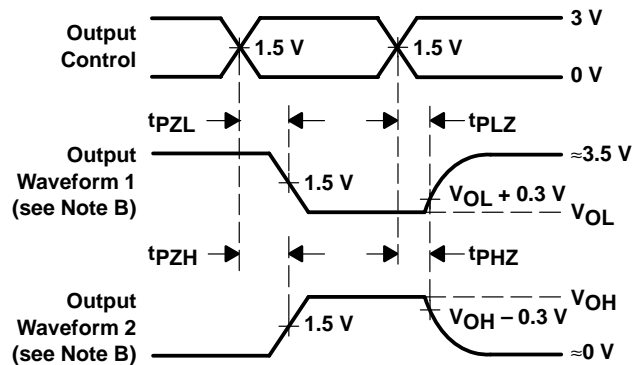 3 V
Output
Control
1.5 V
1.5 V
0 V
tPZL
tPLZ
Output
Waveform 1
(see Note B)
≈3.5 V
1.5 V
VOL + 0.3 V
VOL
tPZH
tPHZ
Output
Waveform 2
(see Note B)
VOH
1.5 V
VOH – 0.3 V
≈0 V